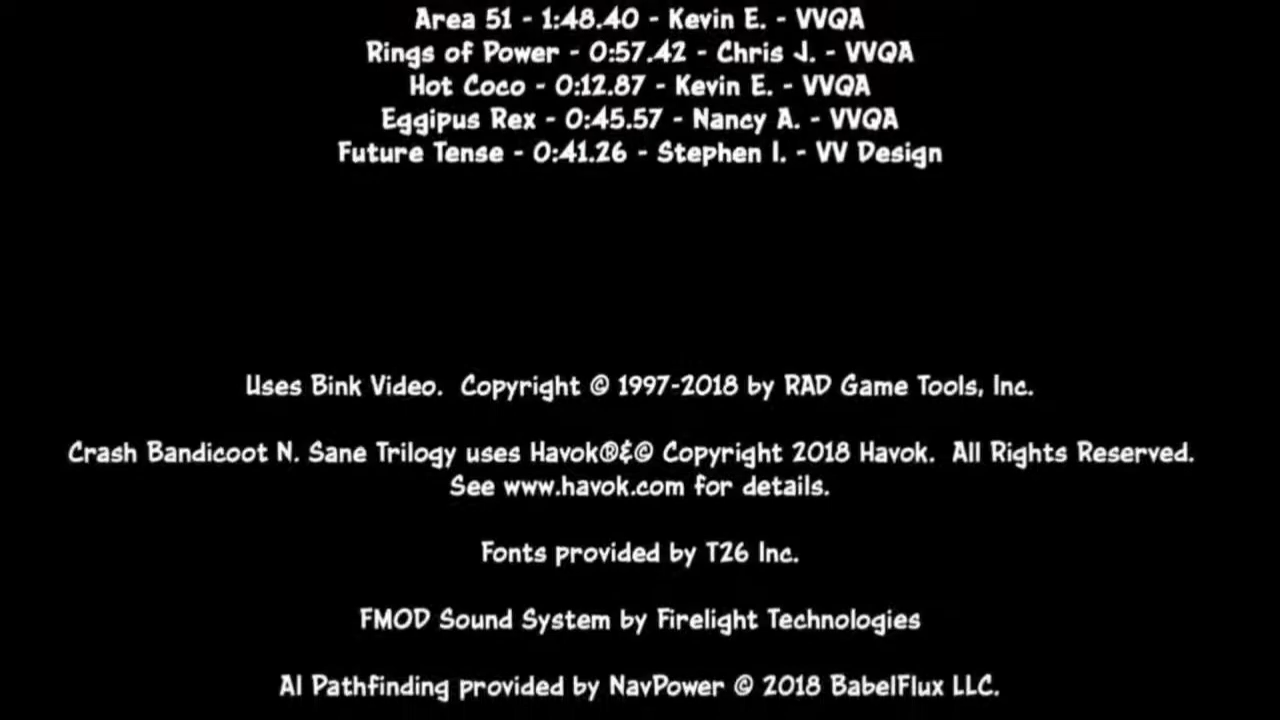 Area 51 - 1:48.40 - Kevin E. - VVQA
Rings of Power - 0:57.42 - Chris J. - VVQA
Hot Coco - 0:12.87 - Kevin E. - VVQA
Eggipus Rex - 0:45.57 - Nancy A. - VVQA
Future Tense - 0:41.26 - Stephen I. - VV Design
Uses Bink Video.  Copyright © 1997-2018 by RAD Game Tools, Inc.
Crash Bandicoot N. Sane Trilogy uses Havok®&© Copyright 2018 Havok.  All Rights Reserved.
See www.havok.com for details.
Fonts provided by T26 Inc.
FMOD Sound System by Firelight Technologies
AI Pathfinding provided by NavPower © 2018 BabelFlux LLC.